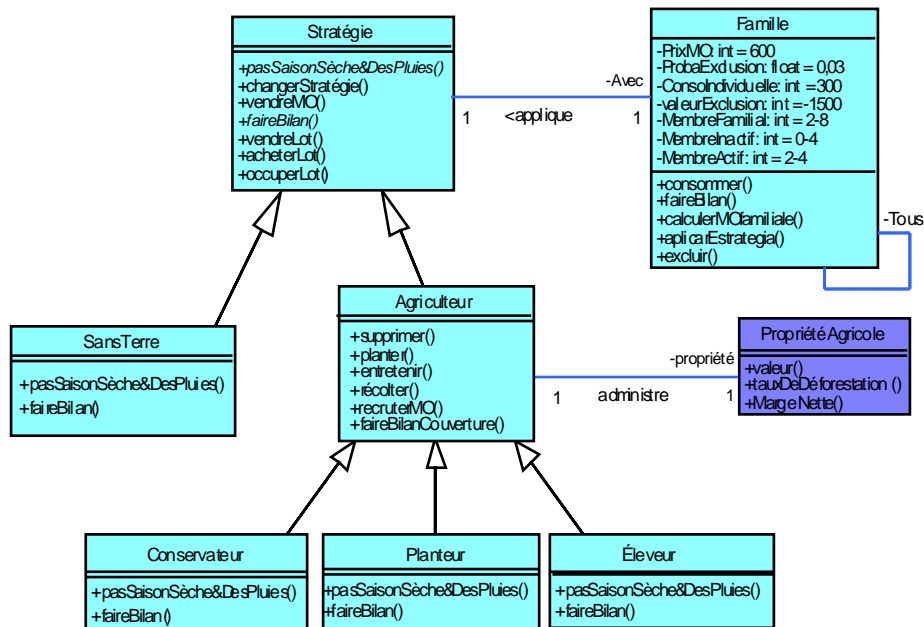 Stratégie
+pasSaisonSèche&DesPluies()
+changerStratégie()
+vendreMO()
+faireBilan()
+vendreLot()
+acheterLot()
+occuperLot()
Famille
-PrixMO: int = 600
-ProbaExclusion: float = 0,03
-ConsoIndividuelle: int =300
-valeurExclusion: int =-1500
-MembreFamilial: int = 2-8
-MembreInactif: int = 0-4
-MembreActif: int = 2-4
+consommer()
+faireBilan()
+calculerMOfamiliale()
+aplicarEstrategia()
+excluir()
-Avec
1 <applique 1
-Tous
SansTerre
+pasSaisonSèche&DesPluies()
+faireBilan()
Agriculteur
+supprimer()
+planter()
+entretenir()
+récolter()
+recruterMO()
+faireBilanCouverture()
-propriété
1 administre 1
PropriétéAgricole
+valeur()
+tauxDeDéforestation ()
+MargeNette()
Conservateur
+pasSaisonSèche&DesPluies()
+faireBilan()
Planteur
+pasSaisonSèche&DesPluies()
+faireBilan()
Éleveur
+pasSaisonSèche&DesPluies()
+faireBilan()